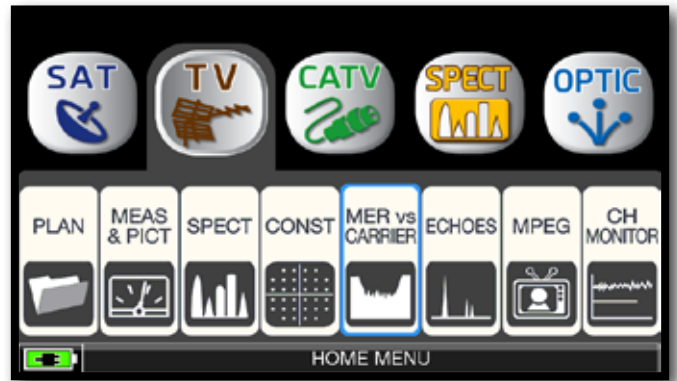 SAT
TV
CATV
SPECT
OPTIC
PLAN
MEAS
& PICT
SPECT
CONST
MER vs
CARRIER
ECHOES
MPEG
CH
MONITOR
HOME MENU